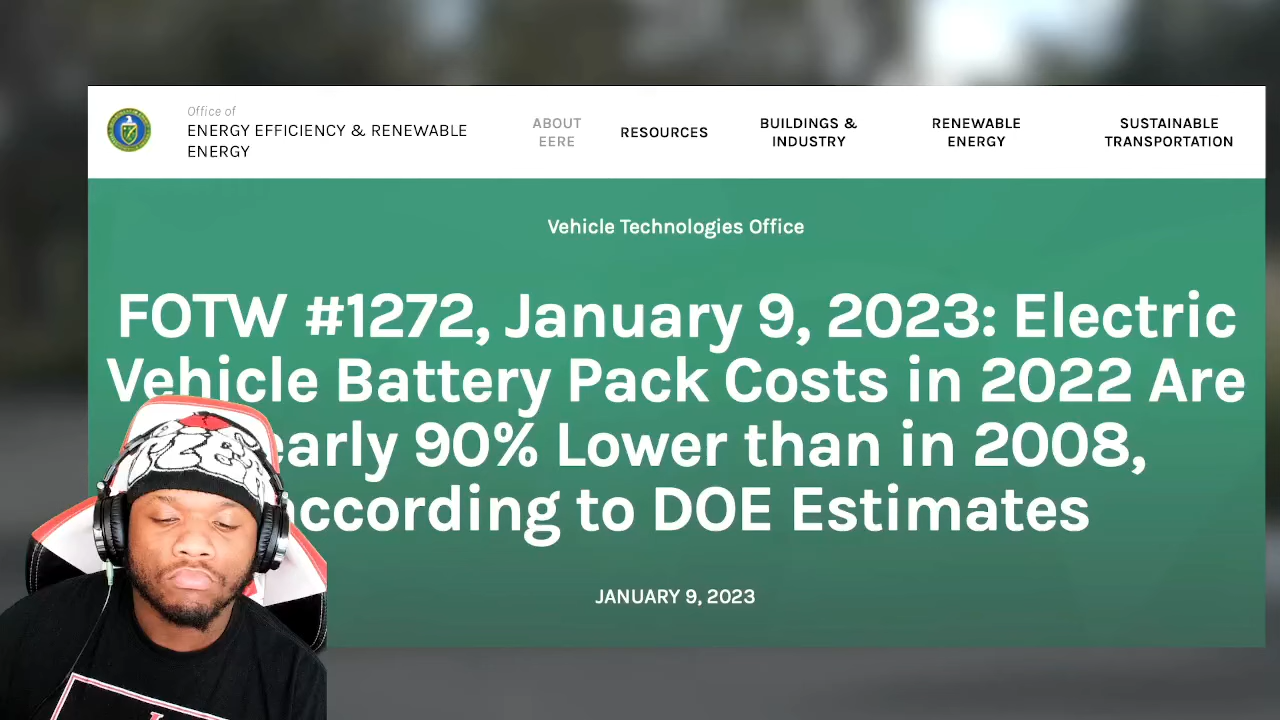 Office of
ENERGY EFFICIENCY & RENEWABLE
ENERGY
ABOUT
EERE
RESOURCES
BUILDINGS &
INDUSTRY
RENEWABLE
ENERGY
SUSTAINABLE
TRANSPORTATION
Vehicle Technologies Office
FOTW #1272, January 9, 2023: Electric
Vehicle Battery Pack Costs in 2022 Are
early 90% Lower than in 2008,
ccording to DOE Estimates
JANUARY 9, 2023